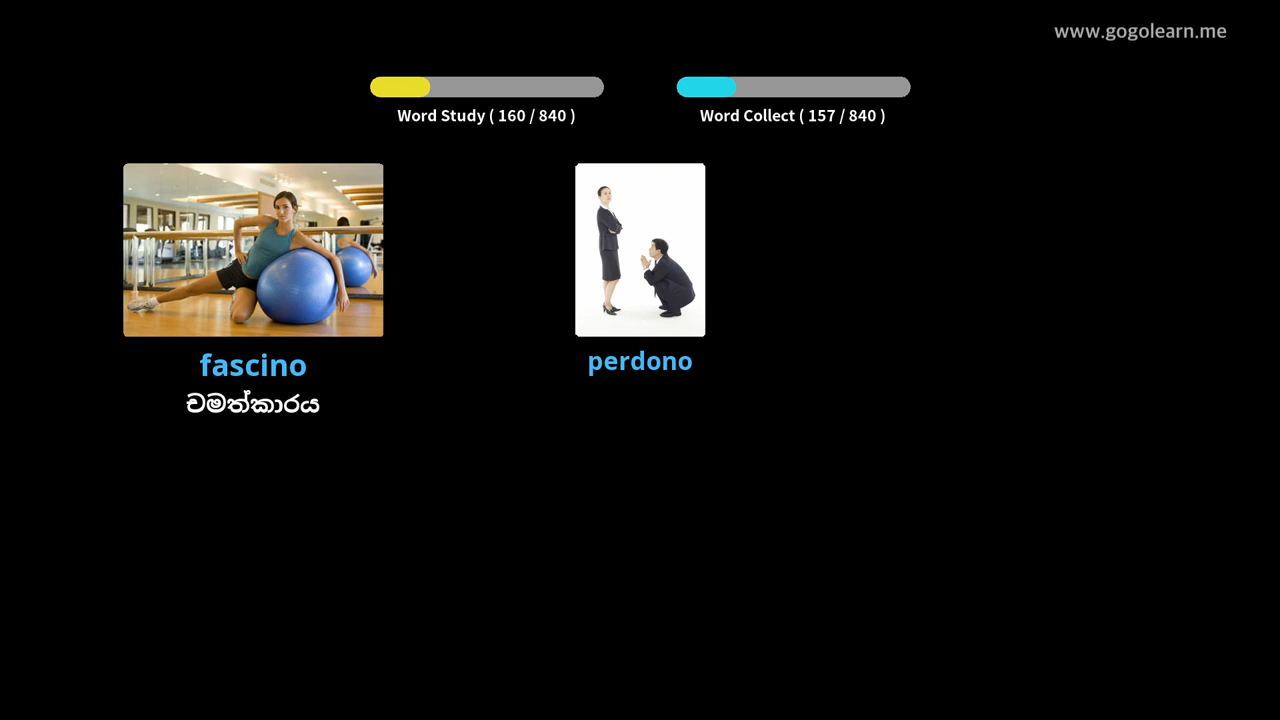 www.gogolearn.me
Word Study ( 160 / 840 )
Word Collect ( 157 / 840 )
fascino
චමත්කාරය
perdono